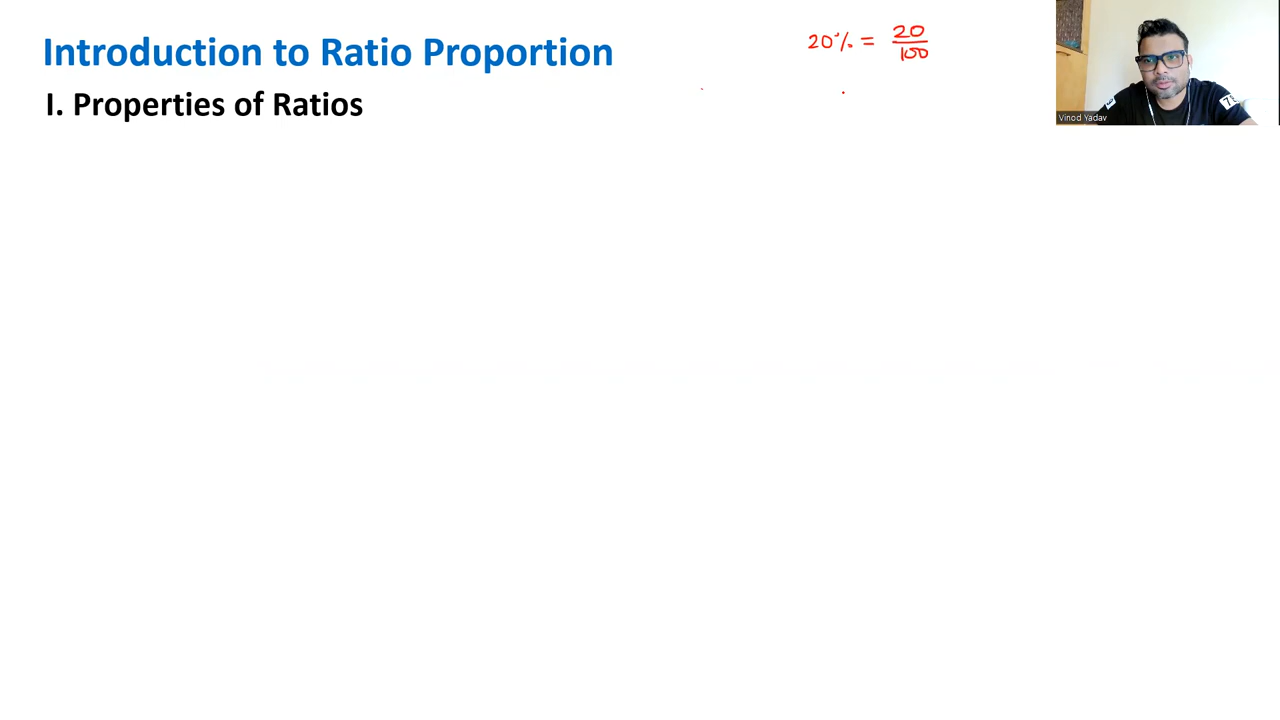 Introduction to Ratio Proportion
20% = 20/100
I. Properties of Ratios
Vinod Yadav